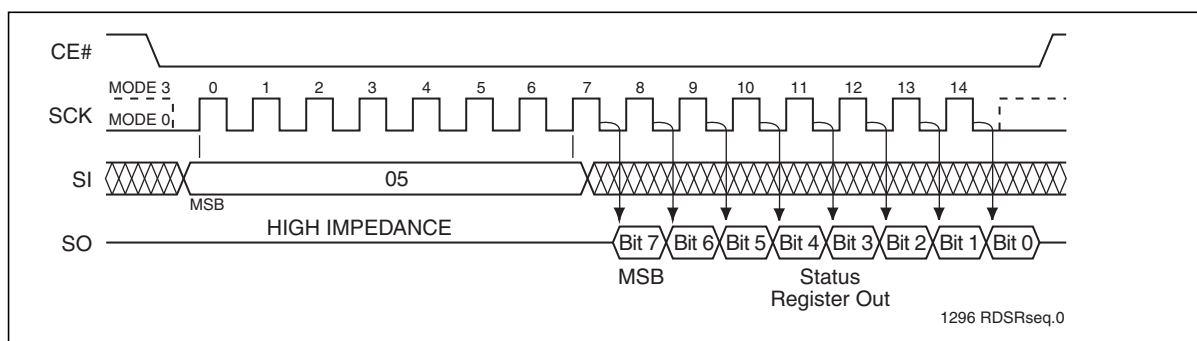 CE#
MODE 3 0 1 2 3 4 5 6 7 8 9 10 11 12 13 14
SCK MODE 0
SI 05
MSB
HIGH IMPEDANCE
SO Bit 7 Bit 6 Bit 5 Bit 4 Bit 3 Bit 2 Bit 1 Bit 0
MSB Status
Register Out
1296 RDSRseq.0